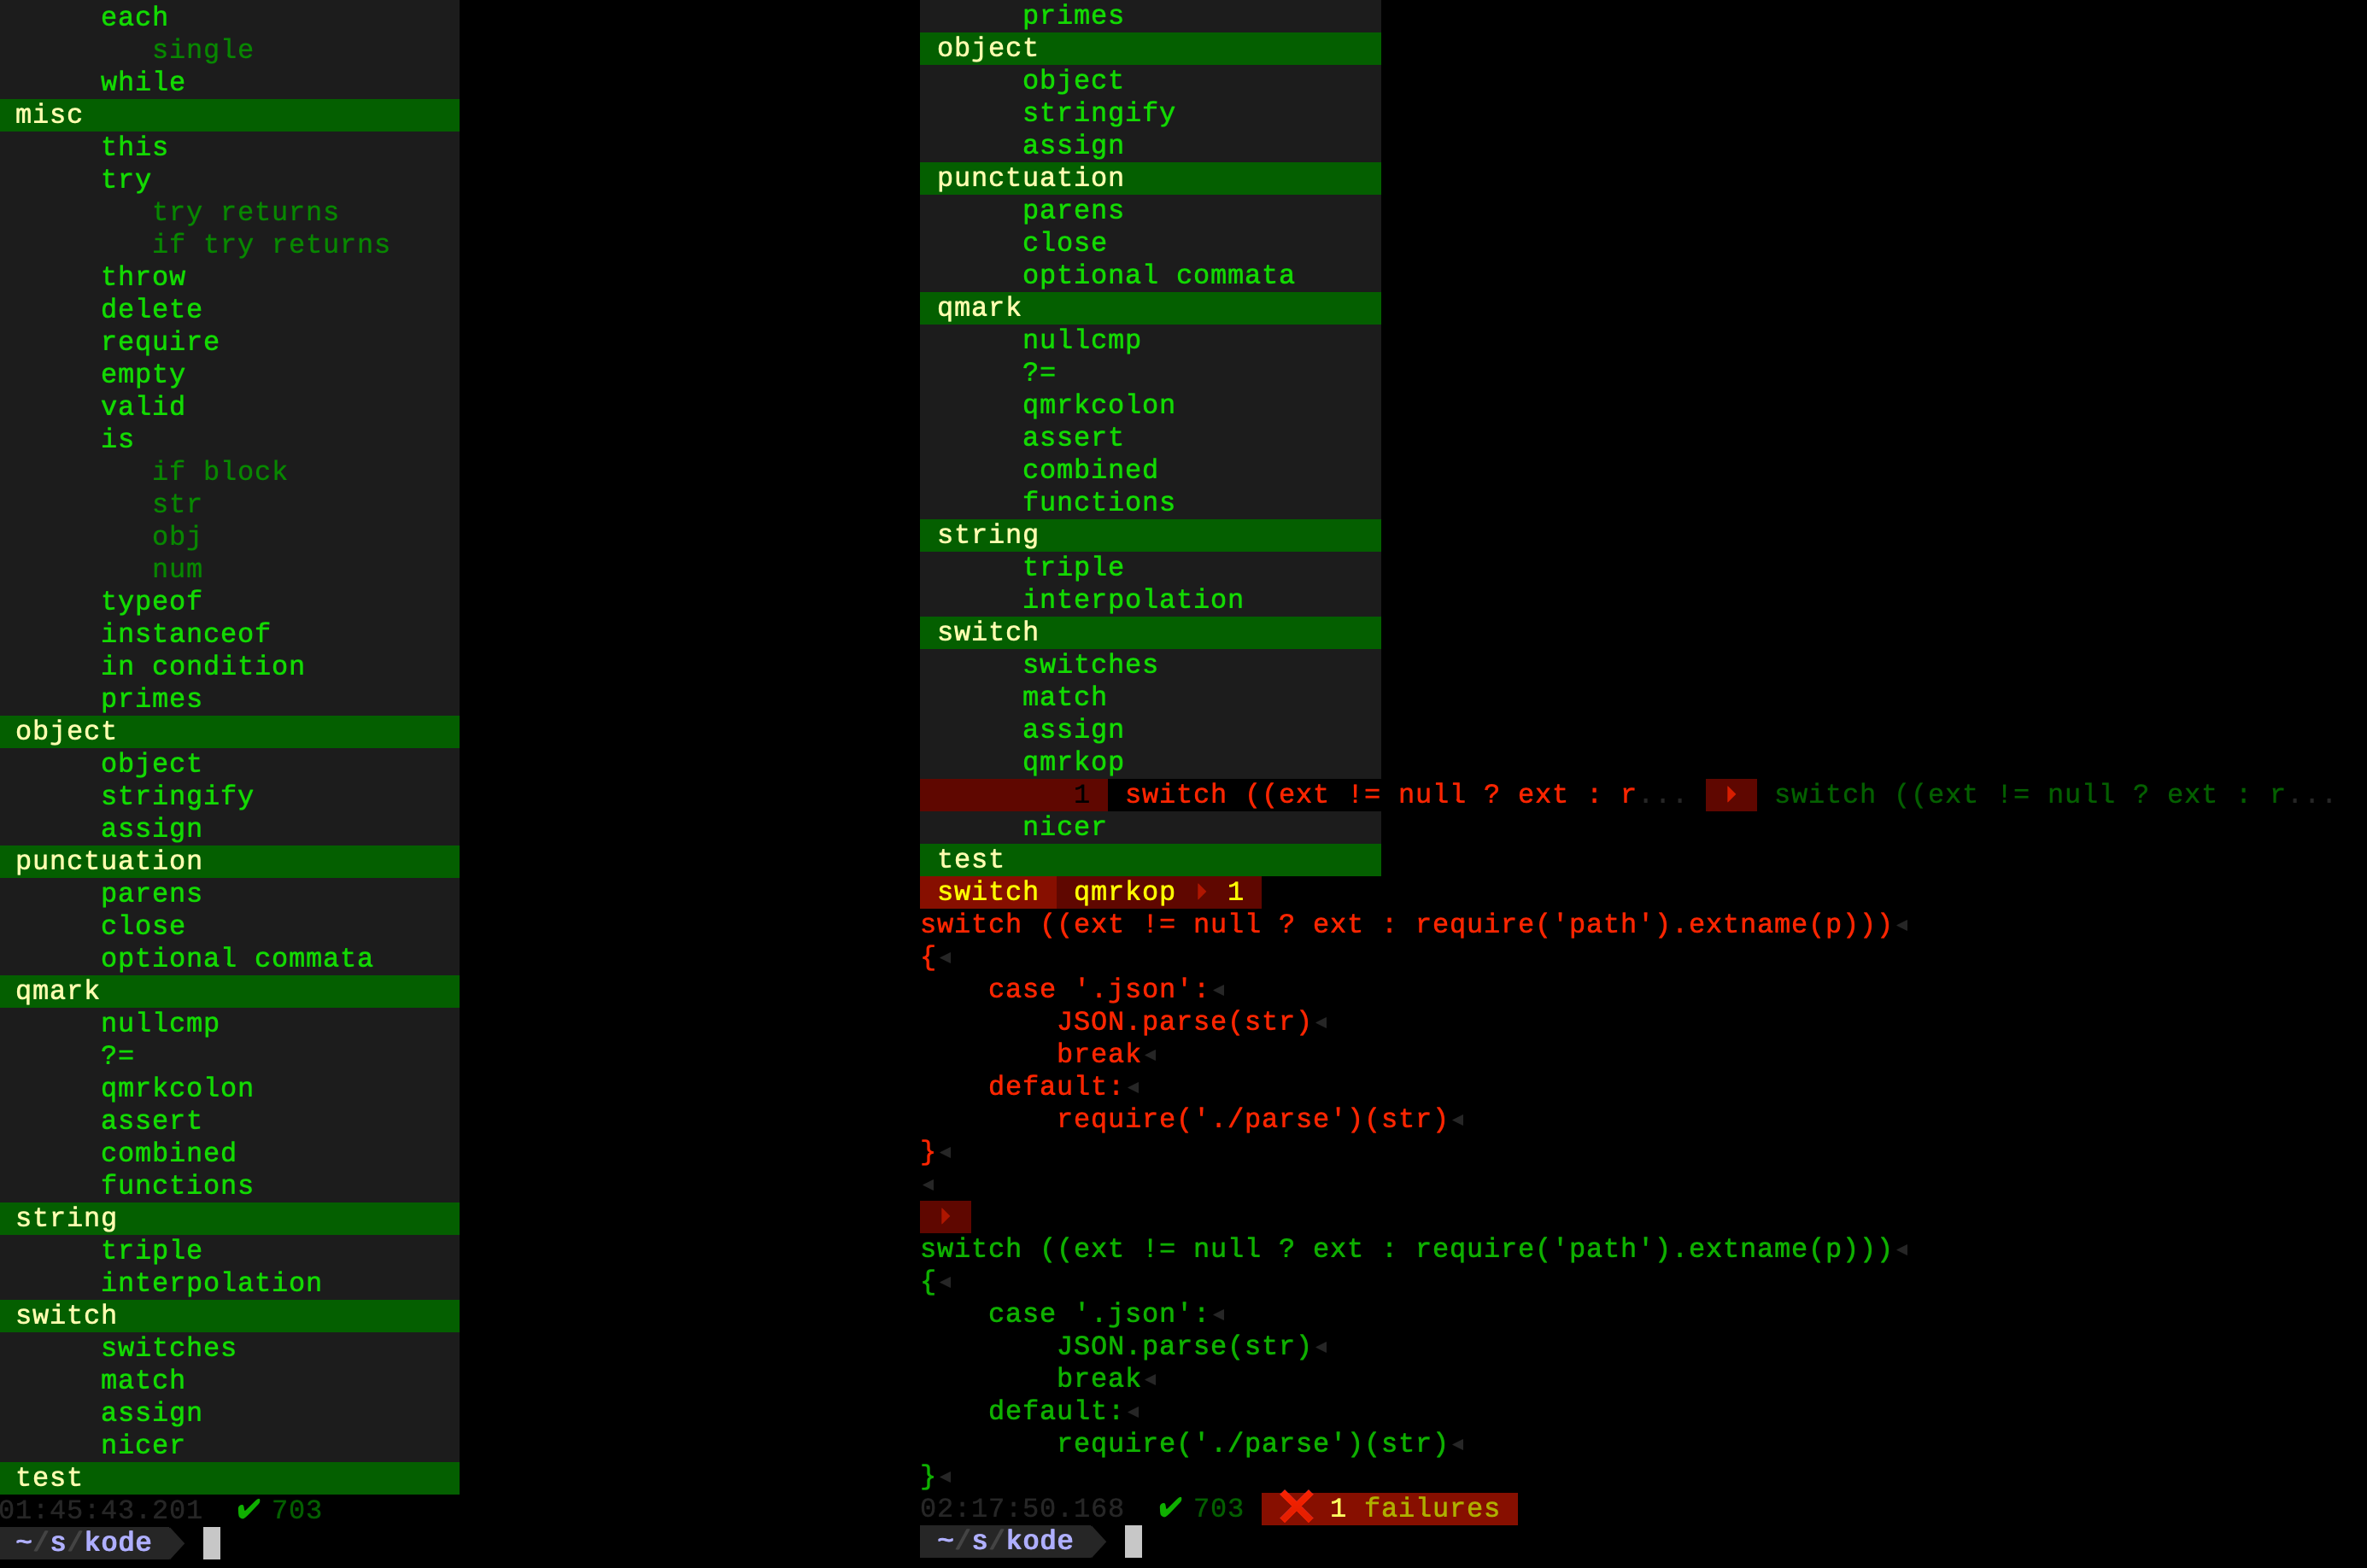 each
single
while
misc
this
try
try returns
if try returns
throw
delete
require
empty
valid
is
if block
str
obj
num
typeof
instanceof
in condition
primes
object
object
stringify
assign
punctuation
parens
close
optional commata
qmark
nullcmp
?=
qmrkcolon
assert
combined
functions
string
triple
interpolation
switch
switches
match
assign
nicer
test
01:45:43.201 ✔ 703
~/s/kode
primes
object
object
stringify
assign
punctuation
parens
close
optional commata
qmark
nullcmp
?=
qmrkcolon
assert
combined
functions
string
triple
interpolation
switch
switches
match
assign
qmrkop
1 switch ((ext != null ? ext : r... ▸ switch ((ext != null ? ext : r...
nicer
test
switch qmrkop ▸ 1
switch ((ext != null ? ext : require('path').extname(p)))◂
{◂
    case '.json':◂
        JSON.parse(str)◂
        break◂
    default:◂
        require('./parse')(str)◂
}◂
◂
▸
switch ((ext != null ? ext : require('path').extname(p)))◂
{◂
    case '.json':◂
        JSON.parse(str)◂
        break◂
    default:◂
        require('./parse')(str)◂
}◂
02:17:50.168 ✔ 703 ✘ 1 failures
~/s/kode